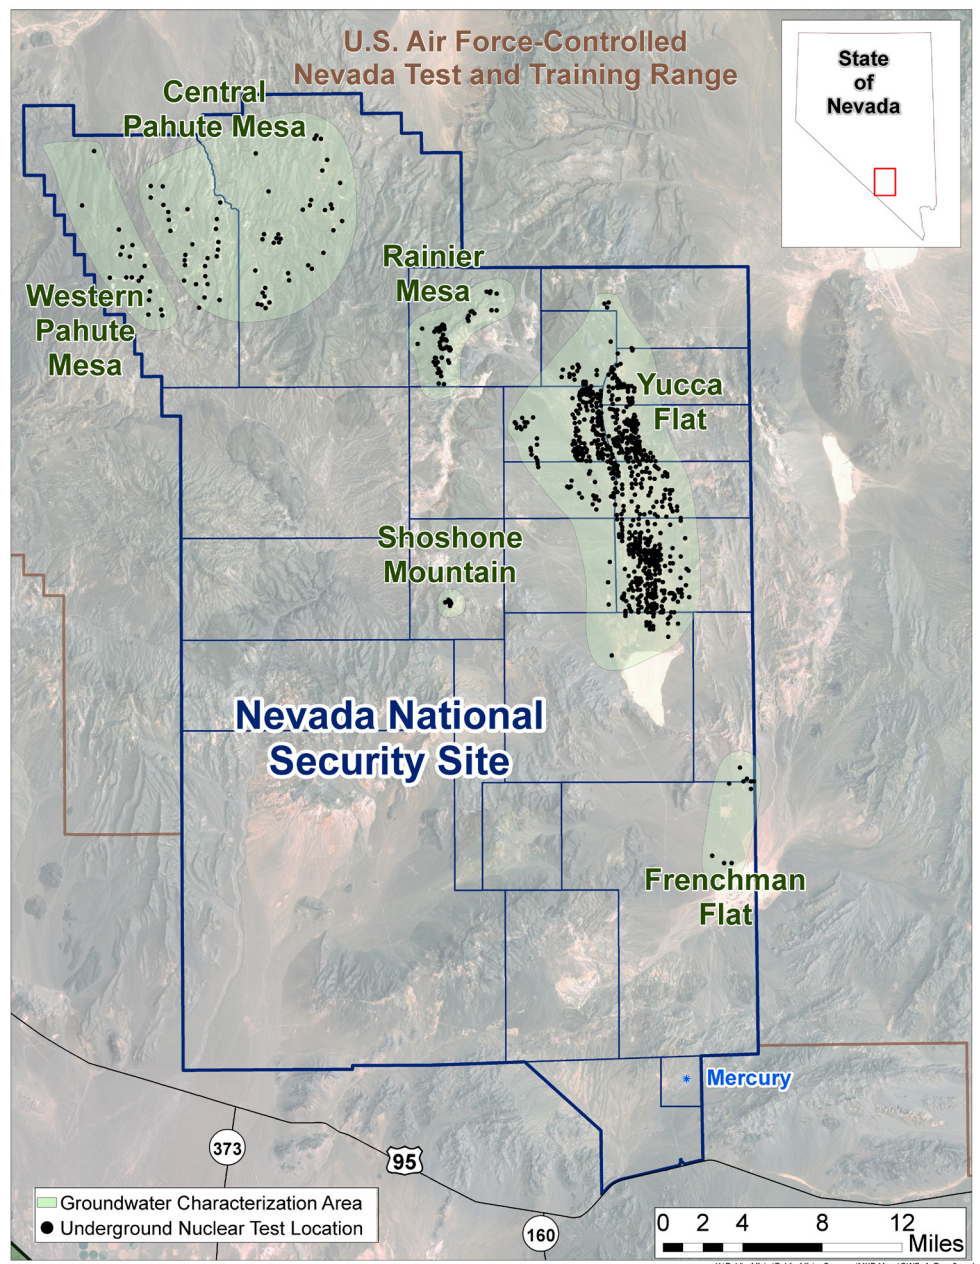 U.S. Air Force-Controlled
Nevada Test and Training Range
State
of
Nevada
Central
Pahute Mesa
Rainier
Mesa
Western
Pahute
Mesa
Yucca
Flat
Shoshone
Mountain
Nevada National
Security Site
Frenchman
Flat
Mercury
373
95
160
Groundwater Characterization Area
Underground Nuclear Test Location
0 2 4 8 12
Miles